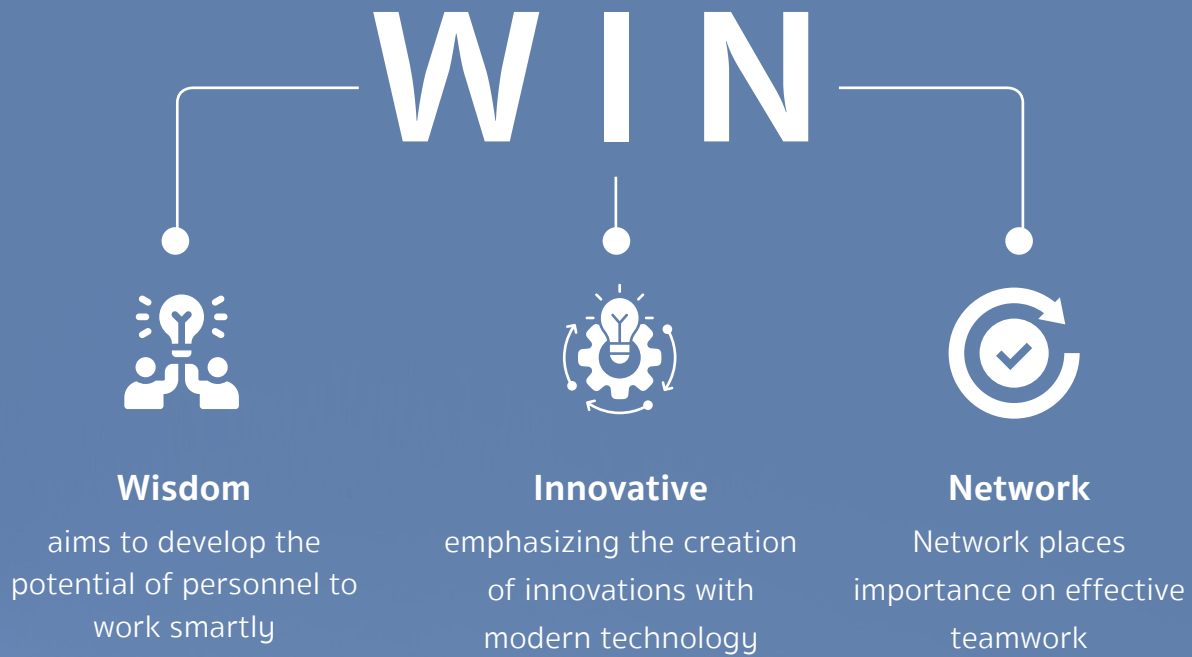 W I N
Wisdom
aims to develop the
potential of personnel to
work smartly
Innovative
emphasizing the creation
of innovations with
modern technology
Network
Network places
importance on effective
teamwork